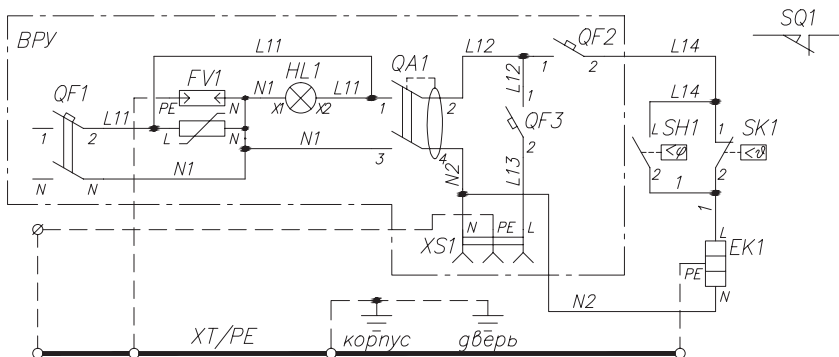 SQ1
ВРУ
L11
QA1
L12
QF2
L14
FV1
N1
HL1
L11
L12
1
2
L14
QF1
L11
PE
N
X1
X2
1
2
1
QF3
L
SH1
1
SK1
1
2
L
N
<φ
<ϑ
N1
3
4
2
2
2
N
N
N1
N2
L13
1
1
N
PE
L
XS1
L
EK1
PE
N
N2
XT/PE
корпус
дверь